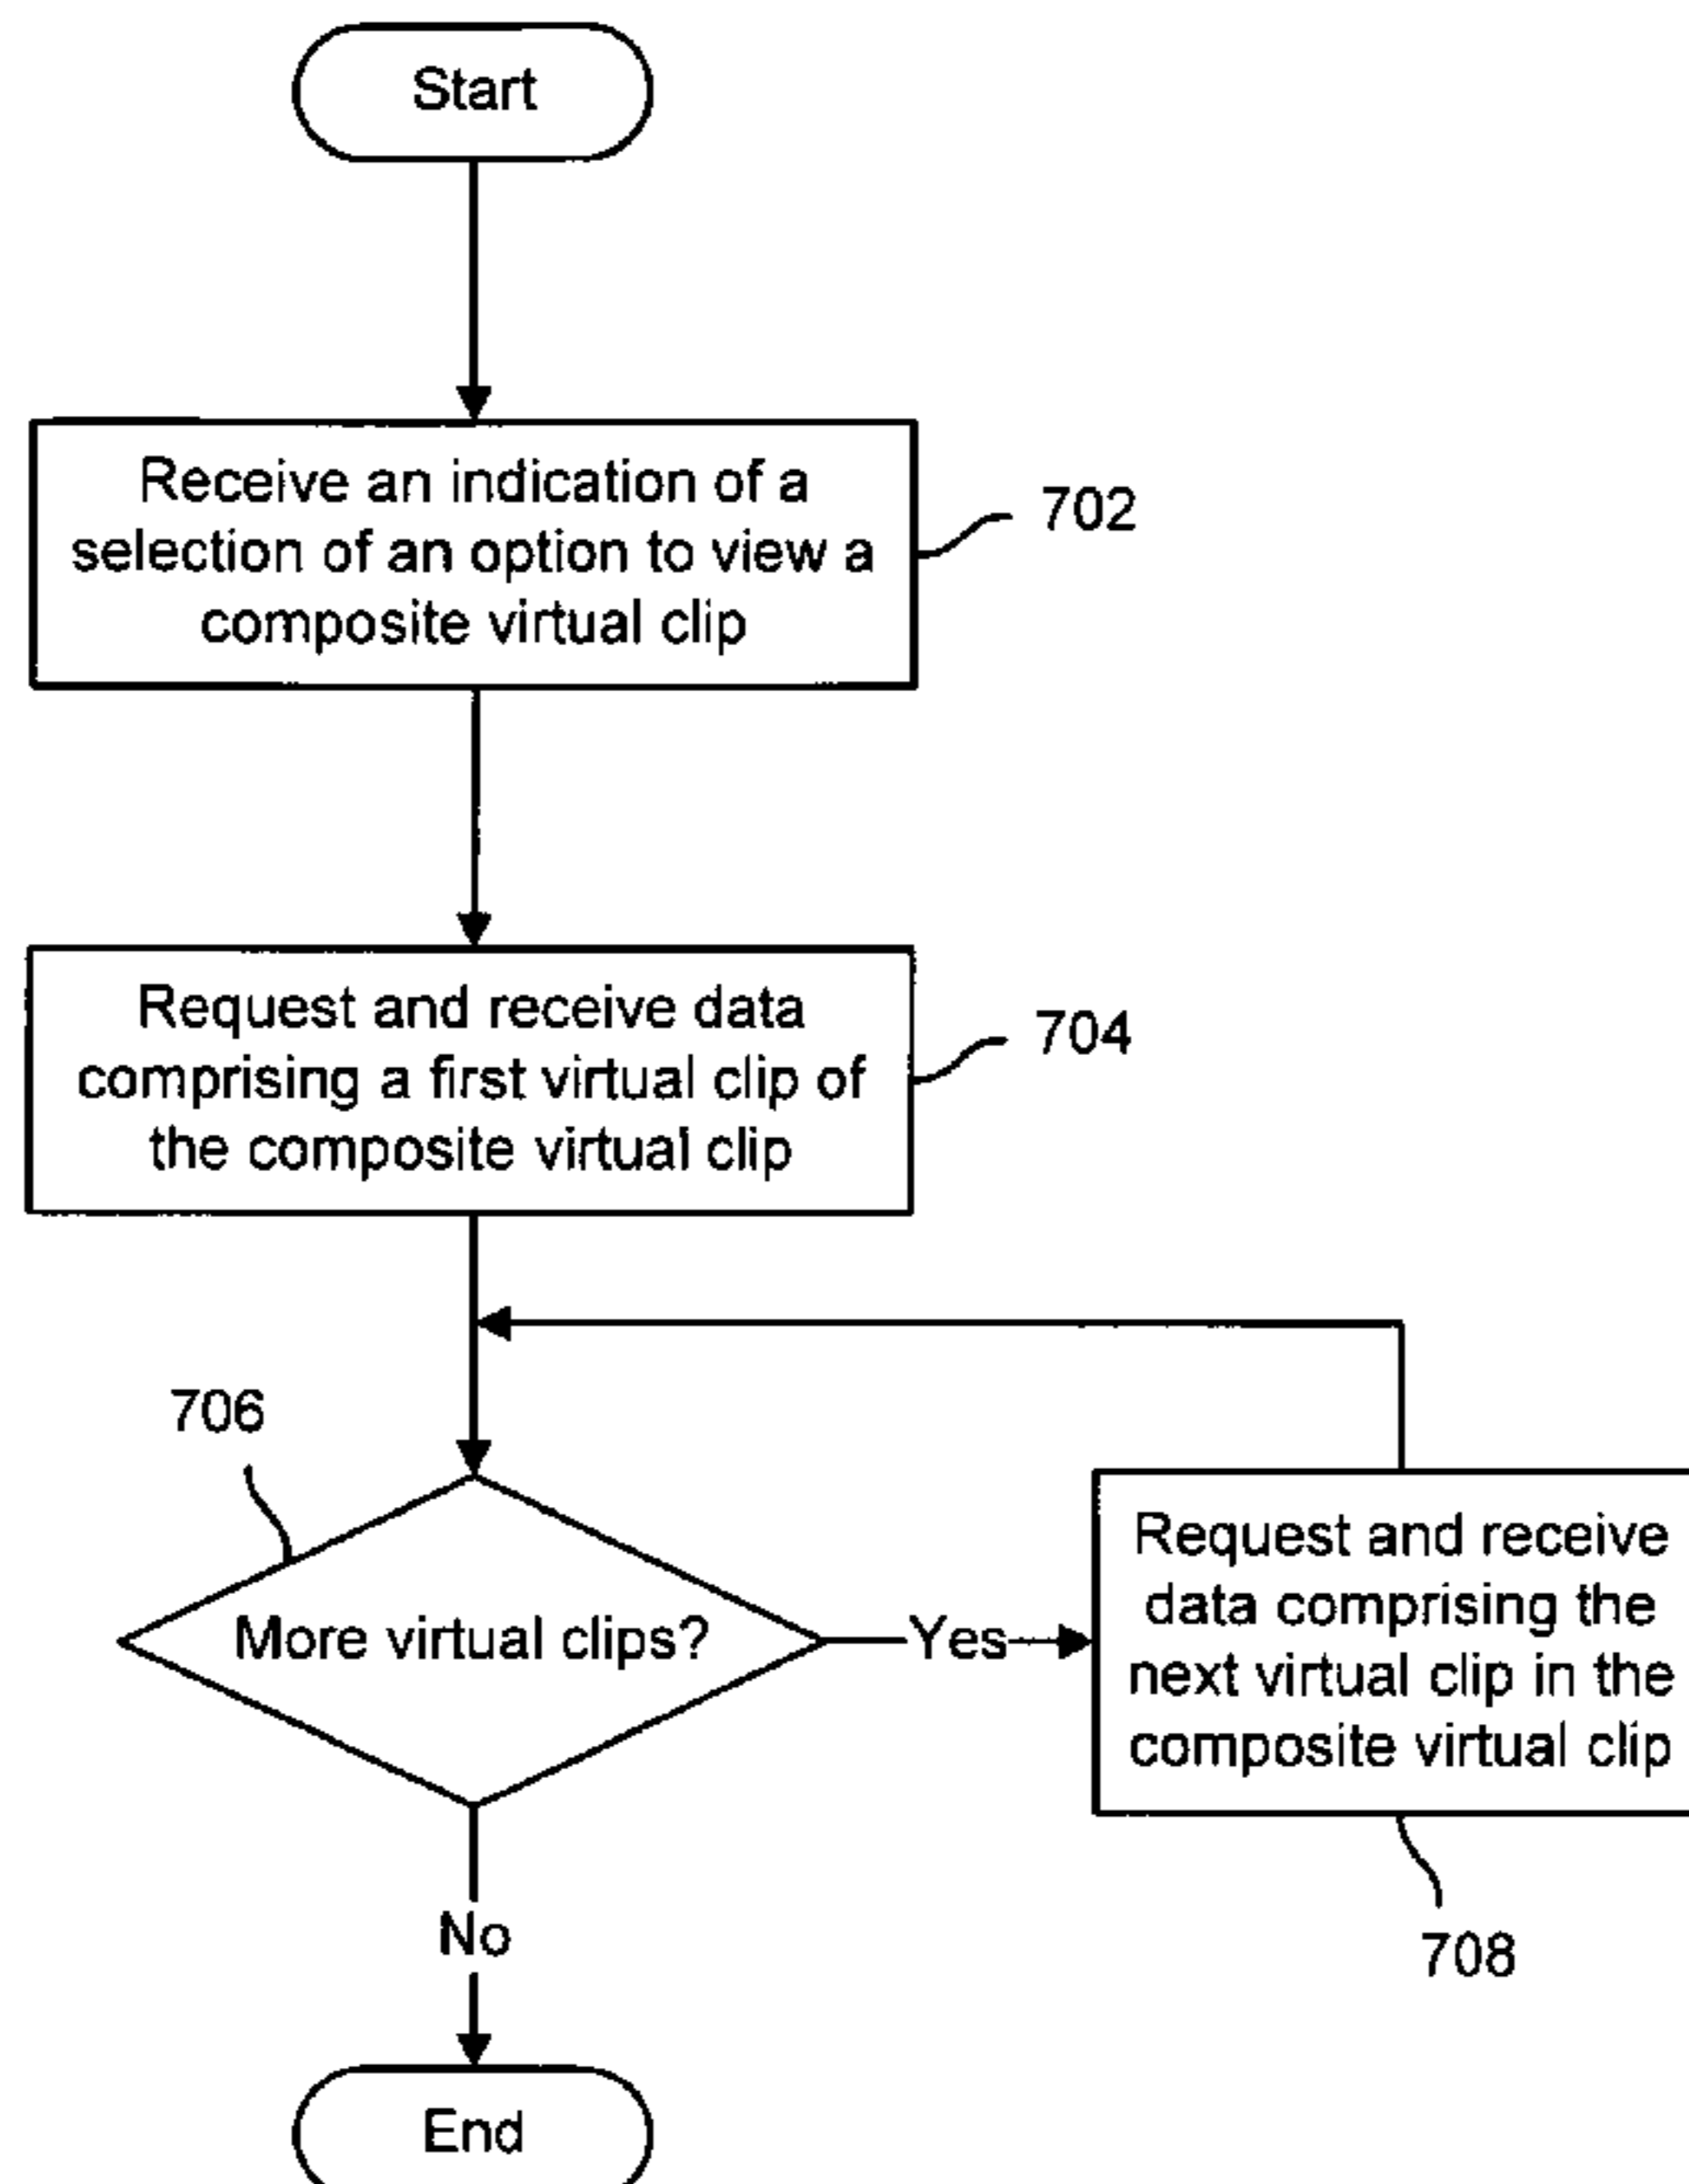 Start
Receive an indication of a
selection of an option to view a
composite virtual clip
702
Request and receive data
comprising a first virtual clip of
the composite virtual clip
704
706
More virtual clips?
Yes
Request and receive
data comprising the
next virtual clip in the
composite virtual clip
708
No
End